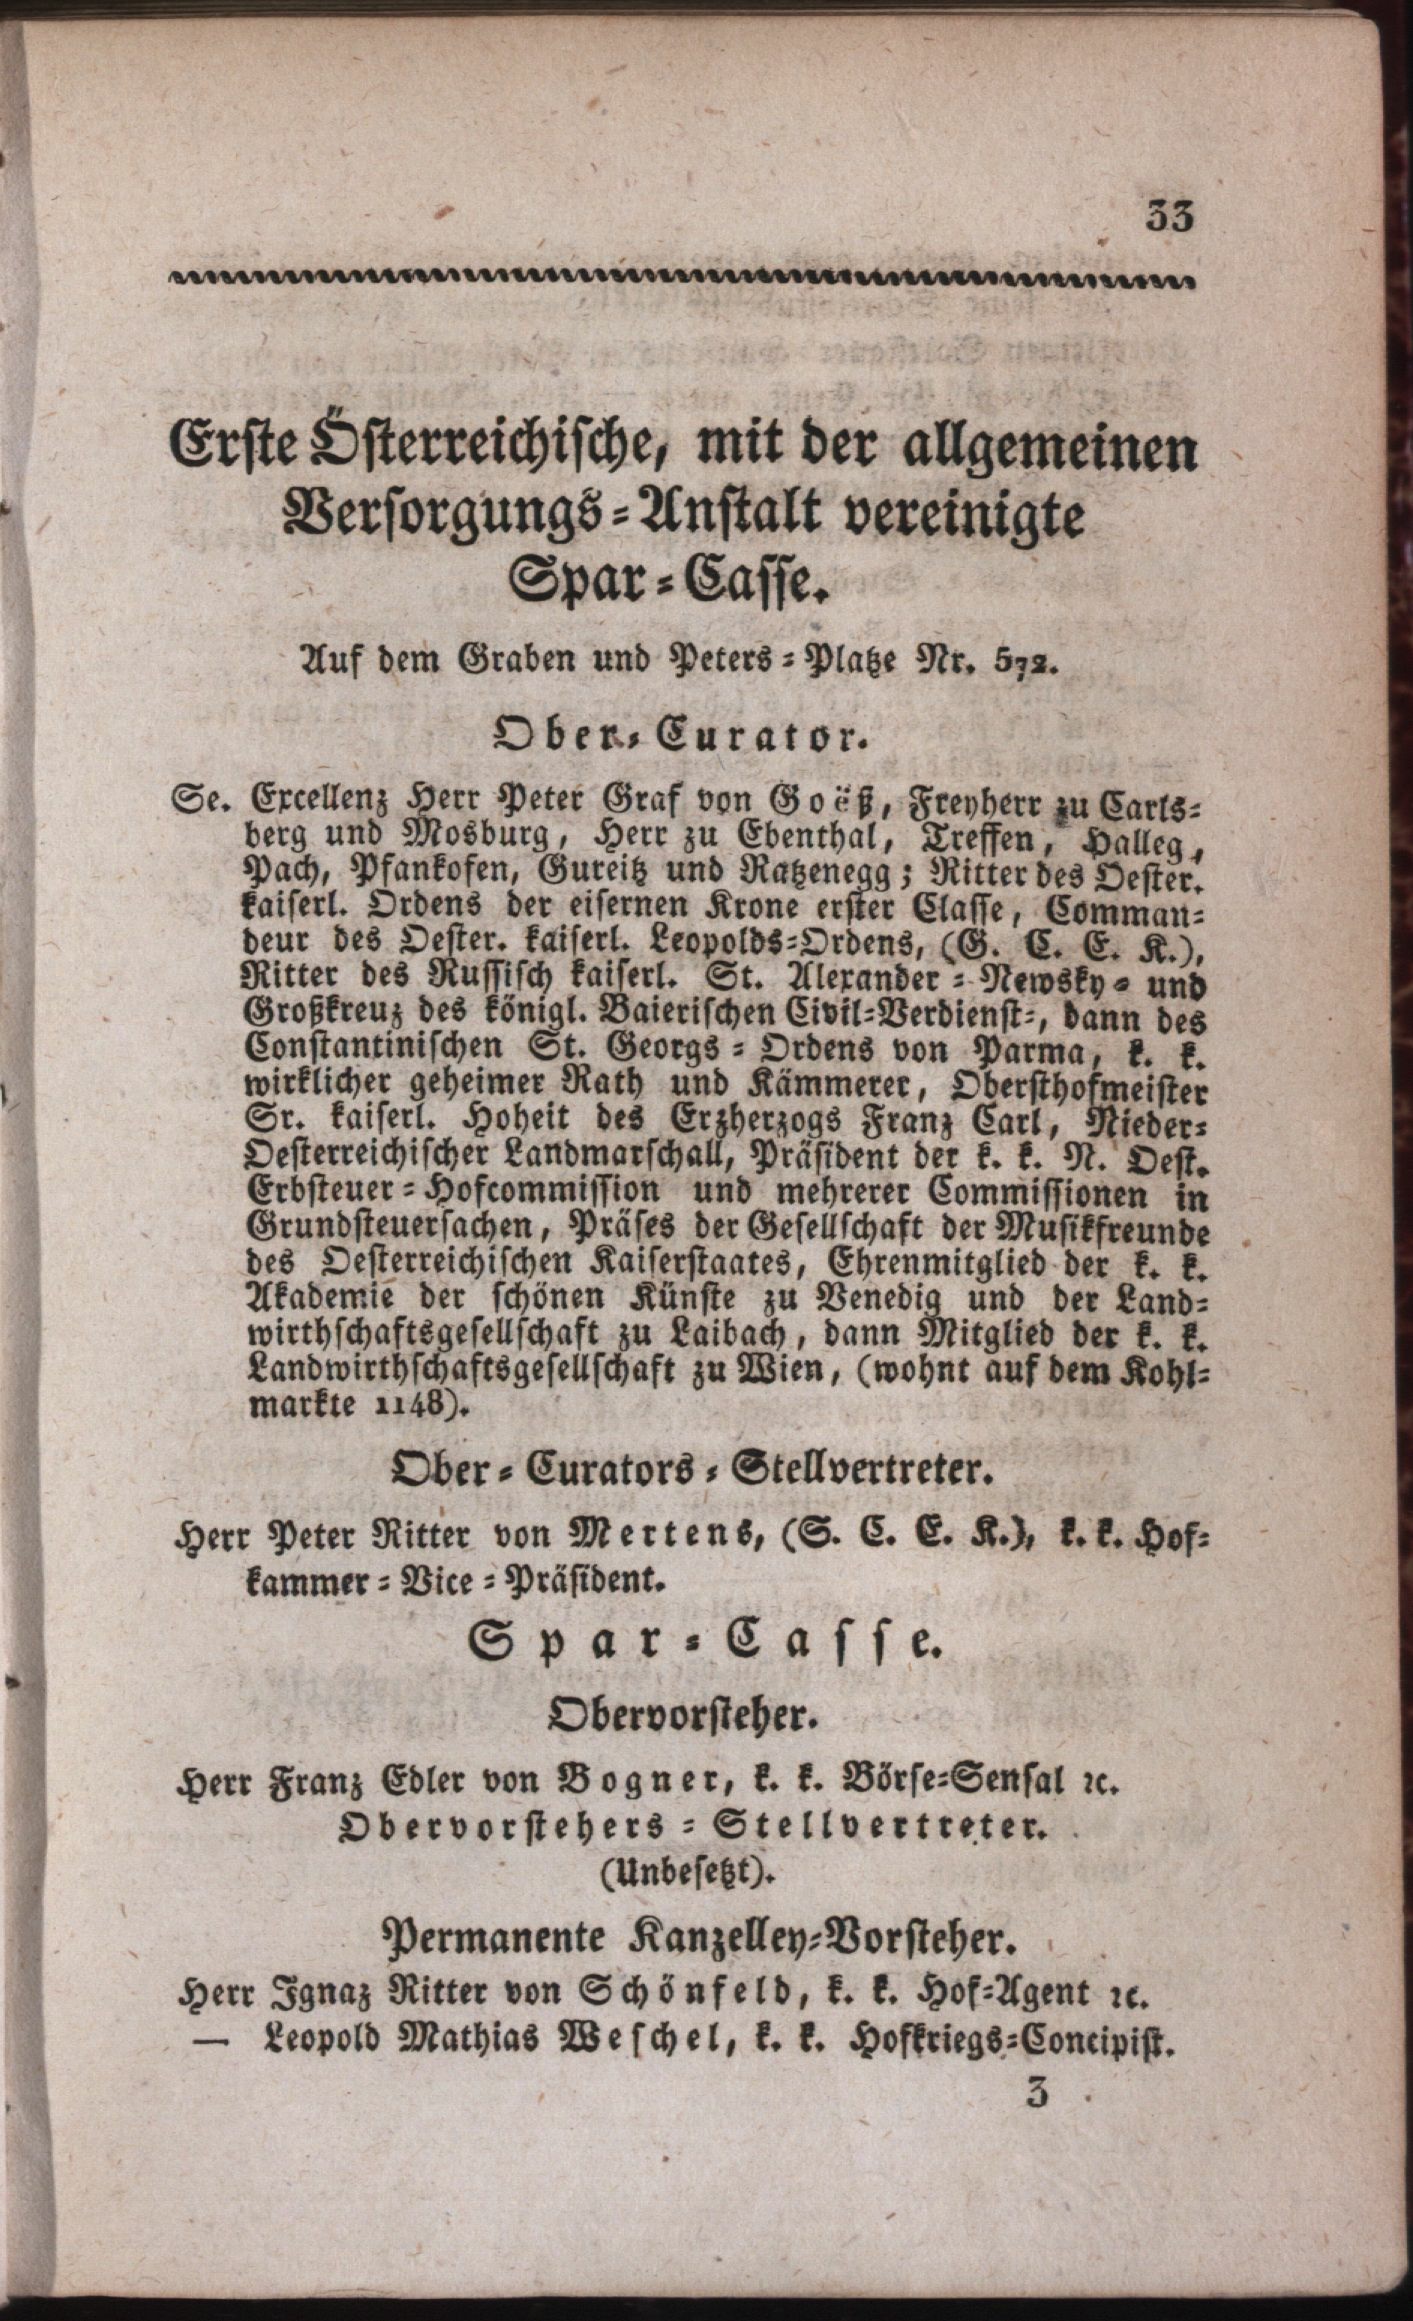 33
Erste Österreichische, mit der allgemeinen
Versorgungs-Anstalt vereinigte
Spar-Casse.
Auf dem Graben und Peters-Platze Nr. 572.
Ober-Curator.
Se. Excellenz Herr Peter Graf von Goëß, Freyherr zu Carls-
berg und Mosburg, Herr zu Ebenthal, Treffen, Halleg,
Pach, Pfankofen, Gureitz und Ratzenegg; Ritter des Oester.
kaiserl. Ordens der eisernen Krone erster Classe, Comman-
deur des Oester. kaiserl. Leopolds-Ordens, (G. C. E. K.),
Ritter des Russisch kaiserl. St. Alexander-Newsky- und
Großkreuz des königl. Baierischen Civil-Verdienst-, dann des
Constantinischen St. Georgs-Ordens von Parma, k. k.
wirklicher geheimer Rath und Kämmerer, Obersthofmeister
Sr. kaiserl. Hoheit des Erzherzogs Franz Carl, Nieder-
Oesterreichischer Landmarschall, Präsident der k. k. N. Oest.
Erbsteuer-Hofcommission und mehrerer Commissionen in
Grundsteuersachen, Präses der Gesellschaft der Musikfreunde
des Oesterreichischen Kaiserstaates, Ehrenmitglied der k. k.
Akademie der schönen Künste zu Venedig und der Land-
wirthschaftsgesellschaft zu Laibach, dann Mitglied der k. k.
Landwirthschaftsgesellschaft zu Wien, (wohnt auf dem Kohl-
markte 1148).
Ober-Curators-Stellvertreter.
Herr Peter Ritter von Mertens, (S. C. E. K.), k. k. Hof-
kammer-Vice-Präsident.
Spar-Casse.
Obervorsteher.
Herr Franz Edler von Bogner, k. k. Börse-Sensal ꝛc.
Obervorstehers-Stellvertreter.
(Unbesetzt).
Permanente Kanzelley-Vorsteher.
Herr Ignaz Ritter von Schönfeld, k. k. Hof-Agent ꝛc.
— Leopold Mathias Weschel, k. k. Hofkriegs-Concipist.
3